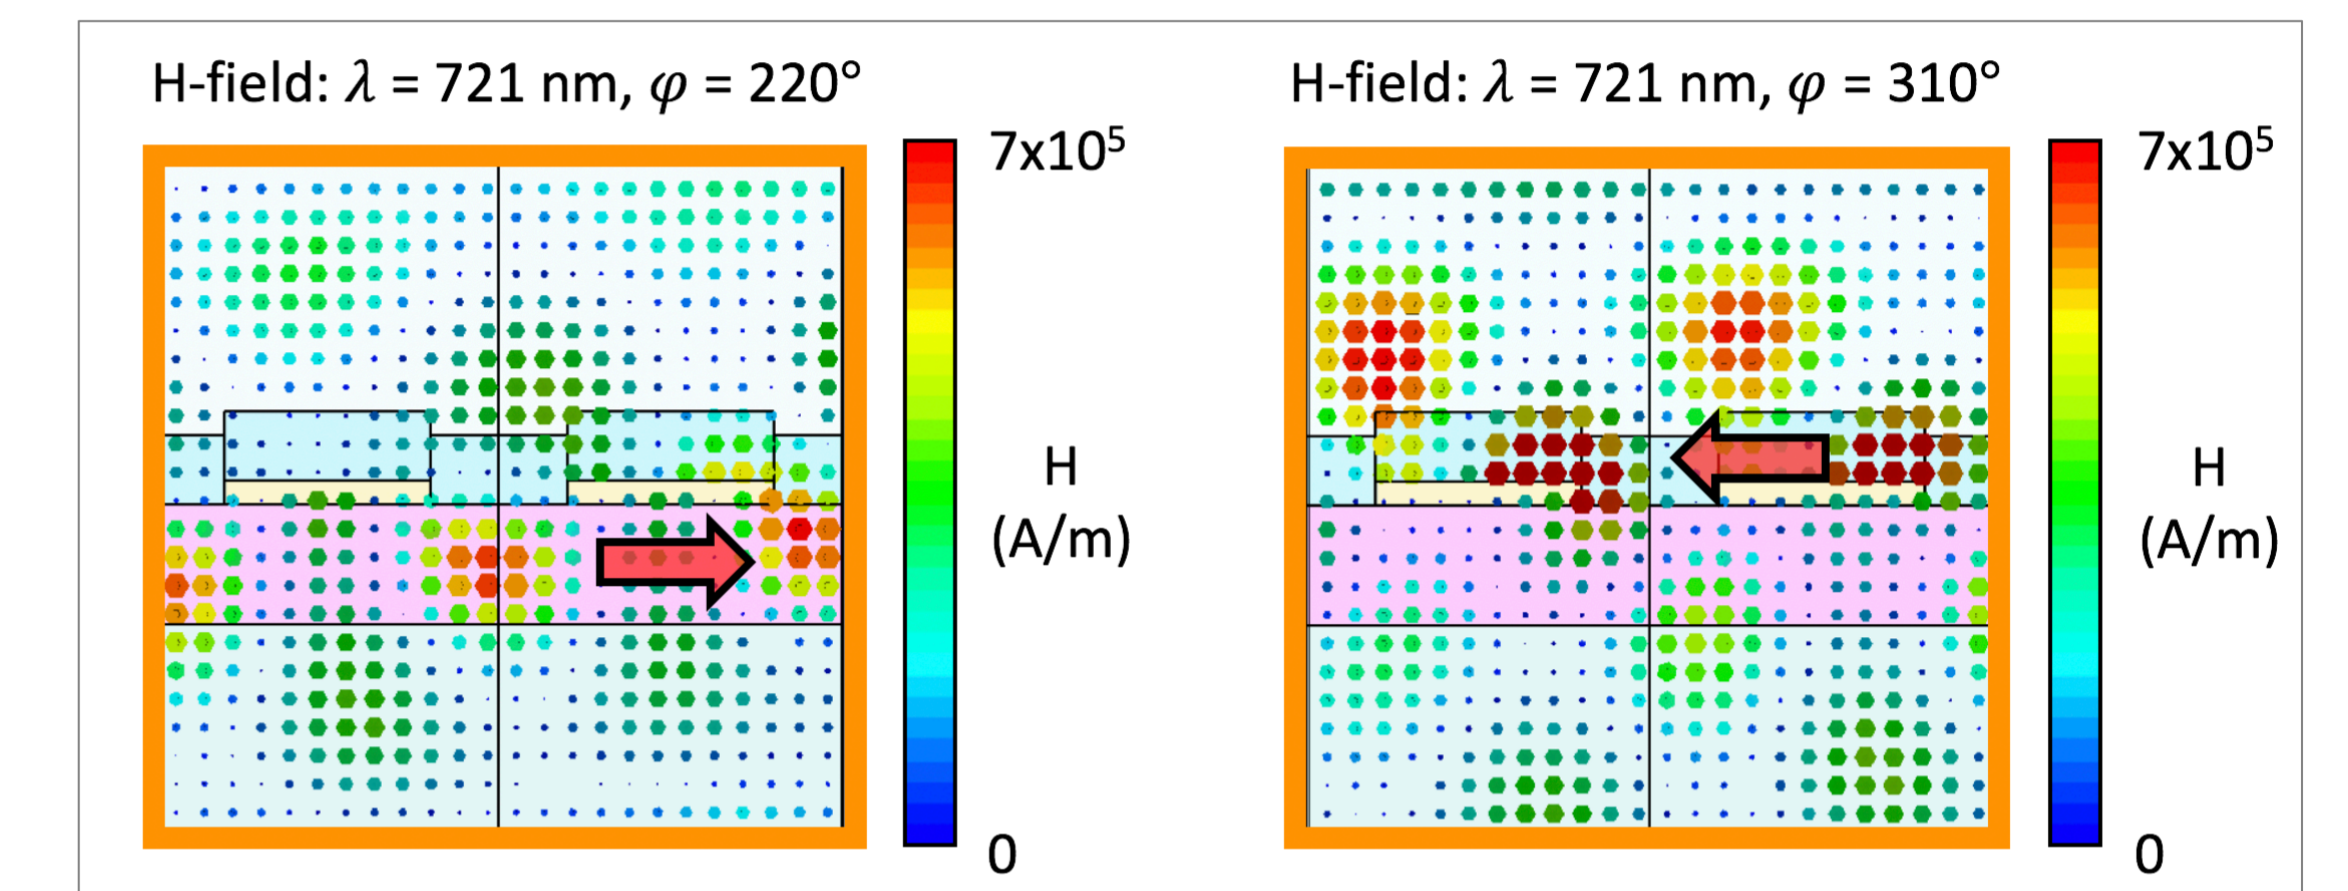 H-field: λ = 721 nm, φ = 220°
7x10⁵
H
(A/m)
0
H-field: λ = 721 nm, φ = 310°
7x10⁵
H
(A/m)
0